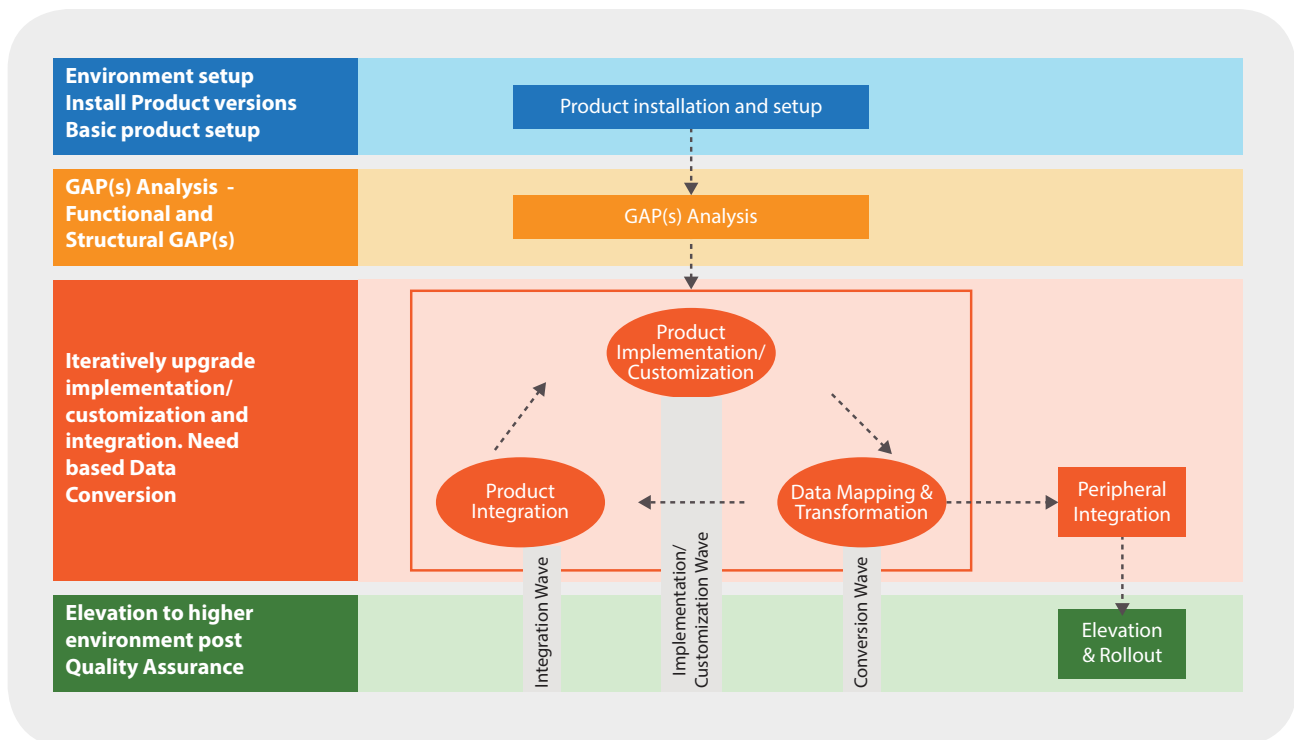 Environment setup
Install Product versions
Basic product setup
Product installation and setup
GAP(s) Analysis -
Functional and
Structural GAP(s)
GAP(s) Analysis
Iteratively upgrade
implementation/
customization and
integration. Need
based Data
Conversion
Product
Implementation/
Customization
Product
Integration
Data Mapping &
Transformation
Peripheral
Integration
Integration Wave
Implementation/
Customization Wave
Conversion Wave
Elevation to higher
environment post
Quality Assurance
Elevation
& Rollout